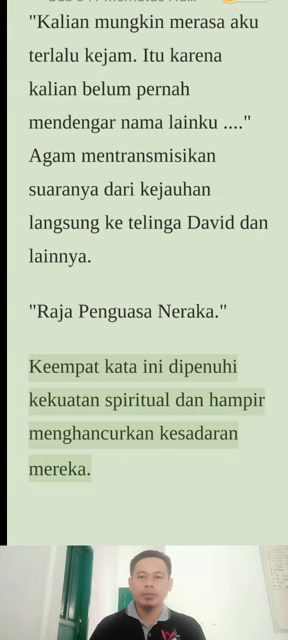 "Kalian mungkin merasa aku
terlalu kejam. Itu karena
kalian belum pernah
mendengar nama lainku ...."
Agam mentransmisikan
suaranya dari kejauhan
langsung ke telinga David dan
lainnya.
"Raja Penguasa Neraka."
Keempat kata ini dipenuhi
kekuatan spiritual dan hampir
menghancurkan kesadaran
mereka.